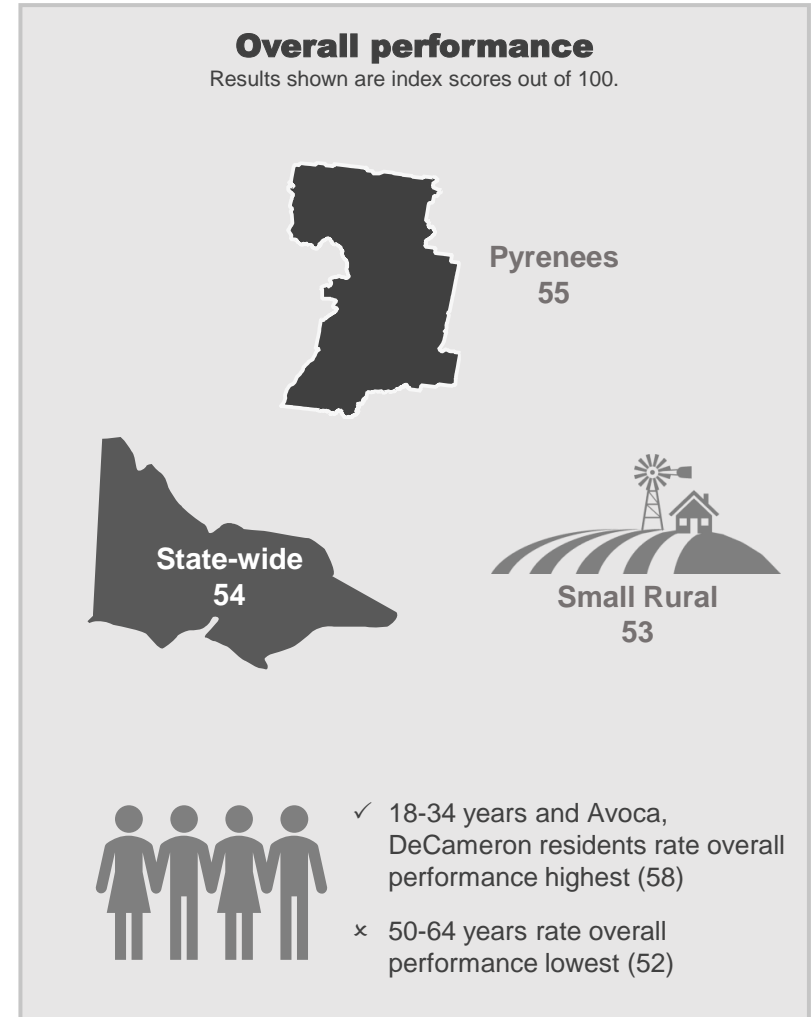 Overall performance
Results shown are index scores out of 100.
Pyrenees
55
State-wide
54
Small Rural
53
✓ 18-34 years and Avoca,
DeCameron residents rate overall
performance highest (58)
× 50-64 years rate overall
performance lowest (52)